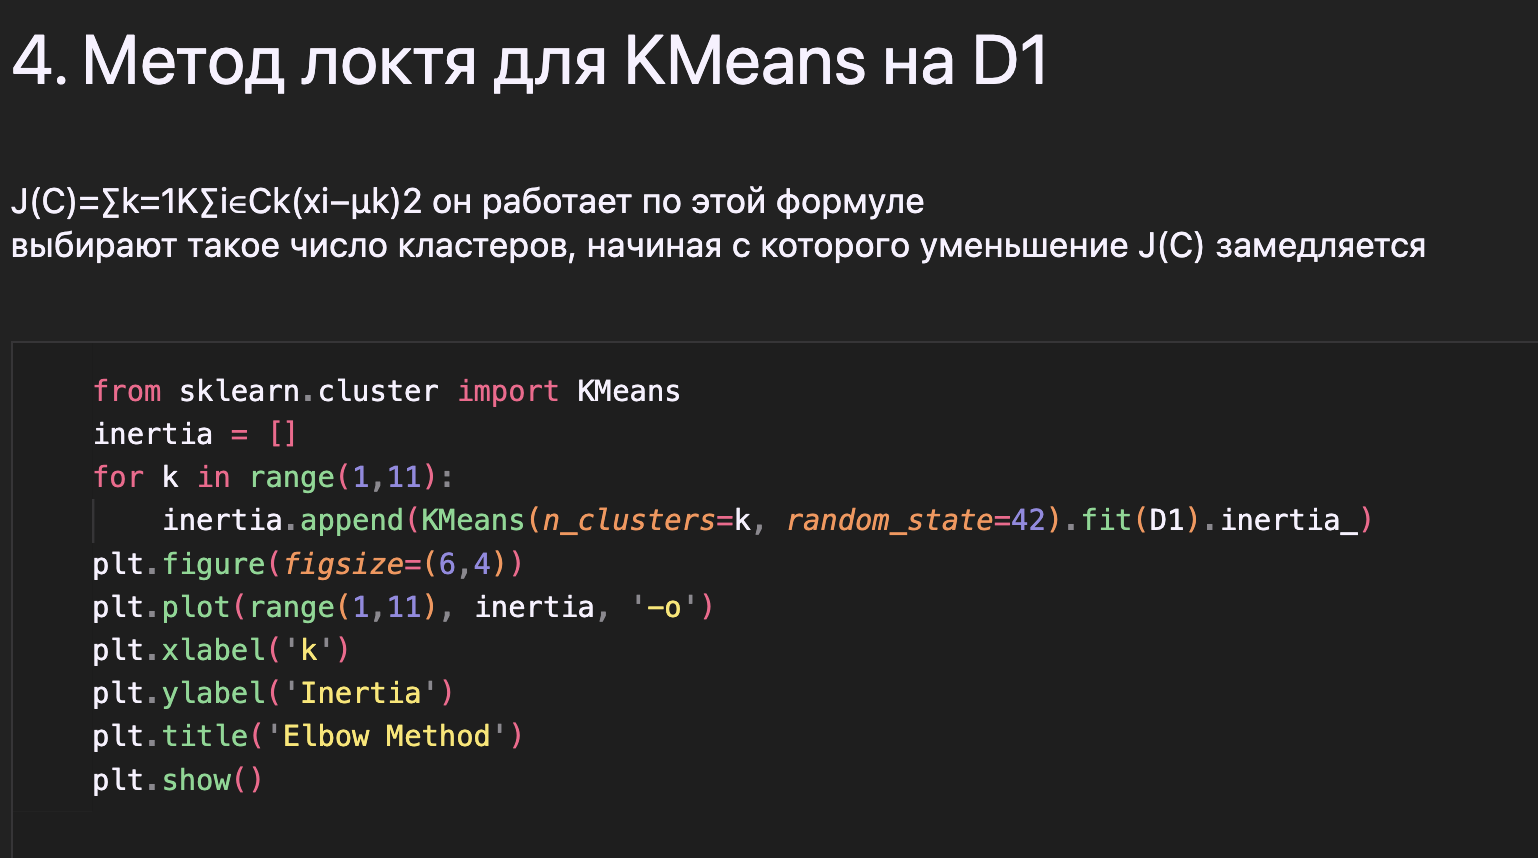 4. Метод локтя для KMeans на D1
J(C)=∑k=1K∑i∈Ck(xi−μk)2 он работает по этой формуле
выбирают такое число кластеров, начиная с которого уменьшение J(C) замедляется
from sklearn.cluster import KMeans
inertia = []
for k in range(1,11):
    inertia.append(KMeans(n_clusters=k, random_state=42).fit(D1).inertia_)
plt.figure(figsize=(6,4))
plt.plot(range(1,11), inertia, '-o')
plt.xlabel('k')
plt.ylabel('Inertia')
plt.title('Elbow Method')
plt.show()